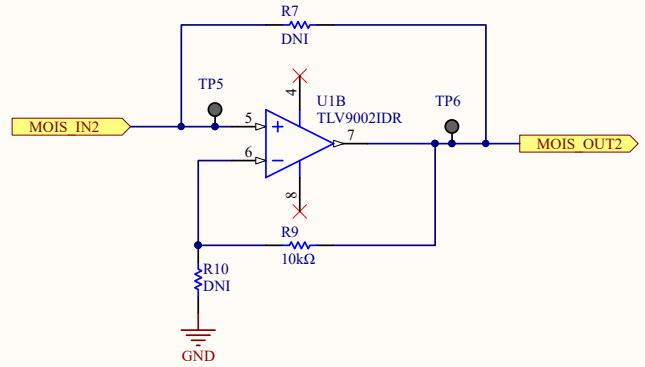 R7
DNI
TP5
4
U1B
TLV9002IDR
TP6
MOIS_IN2
5
7
MOIS_OUT2
6
8
R9
10kΩ
R10
DNI
GND